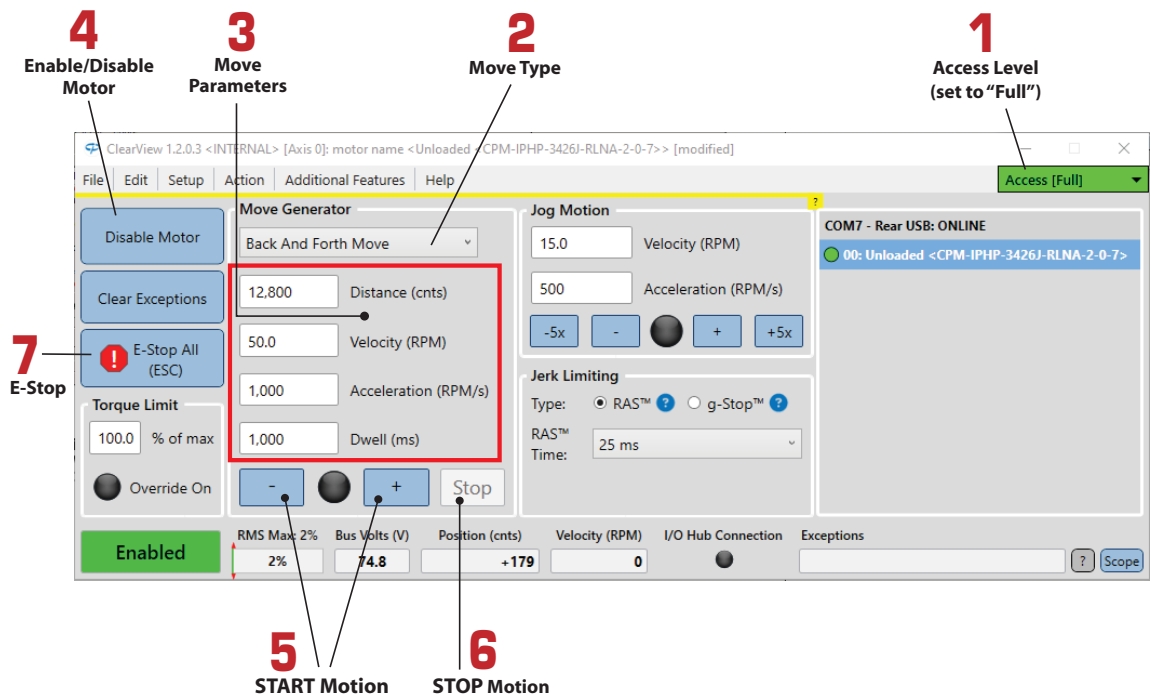 4
Enable/Disable
Motor
3
Move
Parameters
2
Move Type
1
Access Level
(set to “Full”)
ClearView 1.2.0.3 <INTERNAL> [Axis 0]: motor name <Unloaded <CPM-IPHP-3426J-RLNA-2-0-7>> [modified]
File Edit Setup Action Additional Features Help
Access [Full]
?
Disable Motor
Clear Exceptions
! E-Stop All
(ESC)
7
E-Stop
Torque Limit
100.0 % of max
Override On
Move Generator
Back And Forth Move
12,800 Distance (cnts)
50.0 Velocity (RPM)
1,000 Acceleration (RPM/s)
1,000 Dwell (ms)
- + Stop
Jog Motion
15.0 Velocity (RPM)
500 Acceleration (RPM/s)
-5x - + +5x
Jerk Limiting
Type: RAS™ ? g-Stop™ ?
RAS™
Time:
25 ms
COM7 - Rear USB: ONLINE
00: Unloaded <CPM-IPHP-3426J-RLNA-2-0-7>
Enabled
RMS Max: 2% Bus Volts (V) Position (cnts) Velocity (RPM) I/O Hub Connection Exceptions
2% 74.8 +179 0 ? Scope
5
START Motion
6
STOP Motion